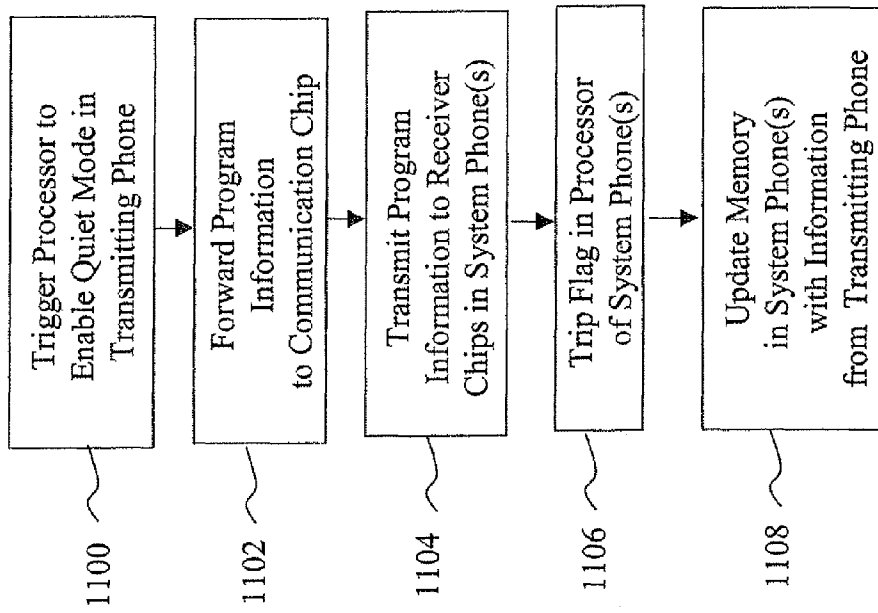 1100
Trigger Processor to
Enable Quiet Mode in
Transmitting Phone
1102
Forward Program
Information
to Communication Chip
1104
Transmit Program
Information to Receiver
Chips in System Phone(s)
1106
Trip Flag in Processor
of System Phone(s)
1108
Update Memory
in System Phone(s)
with Information
from Transmitting Phone